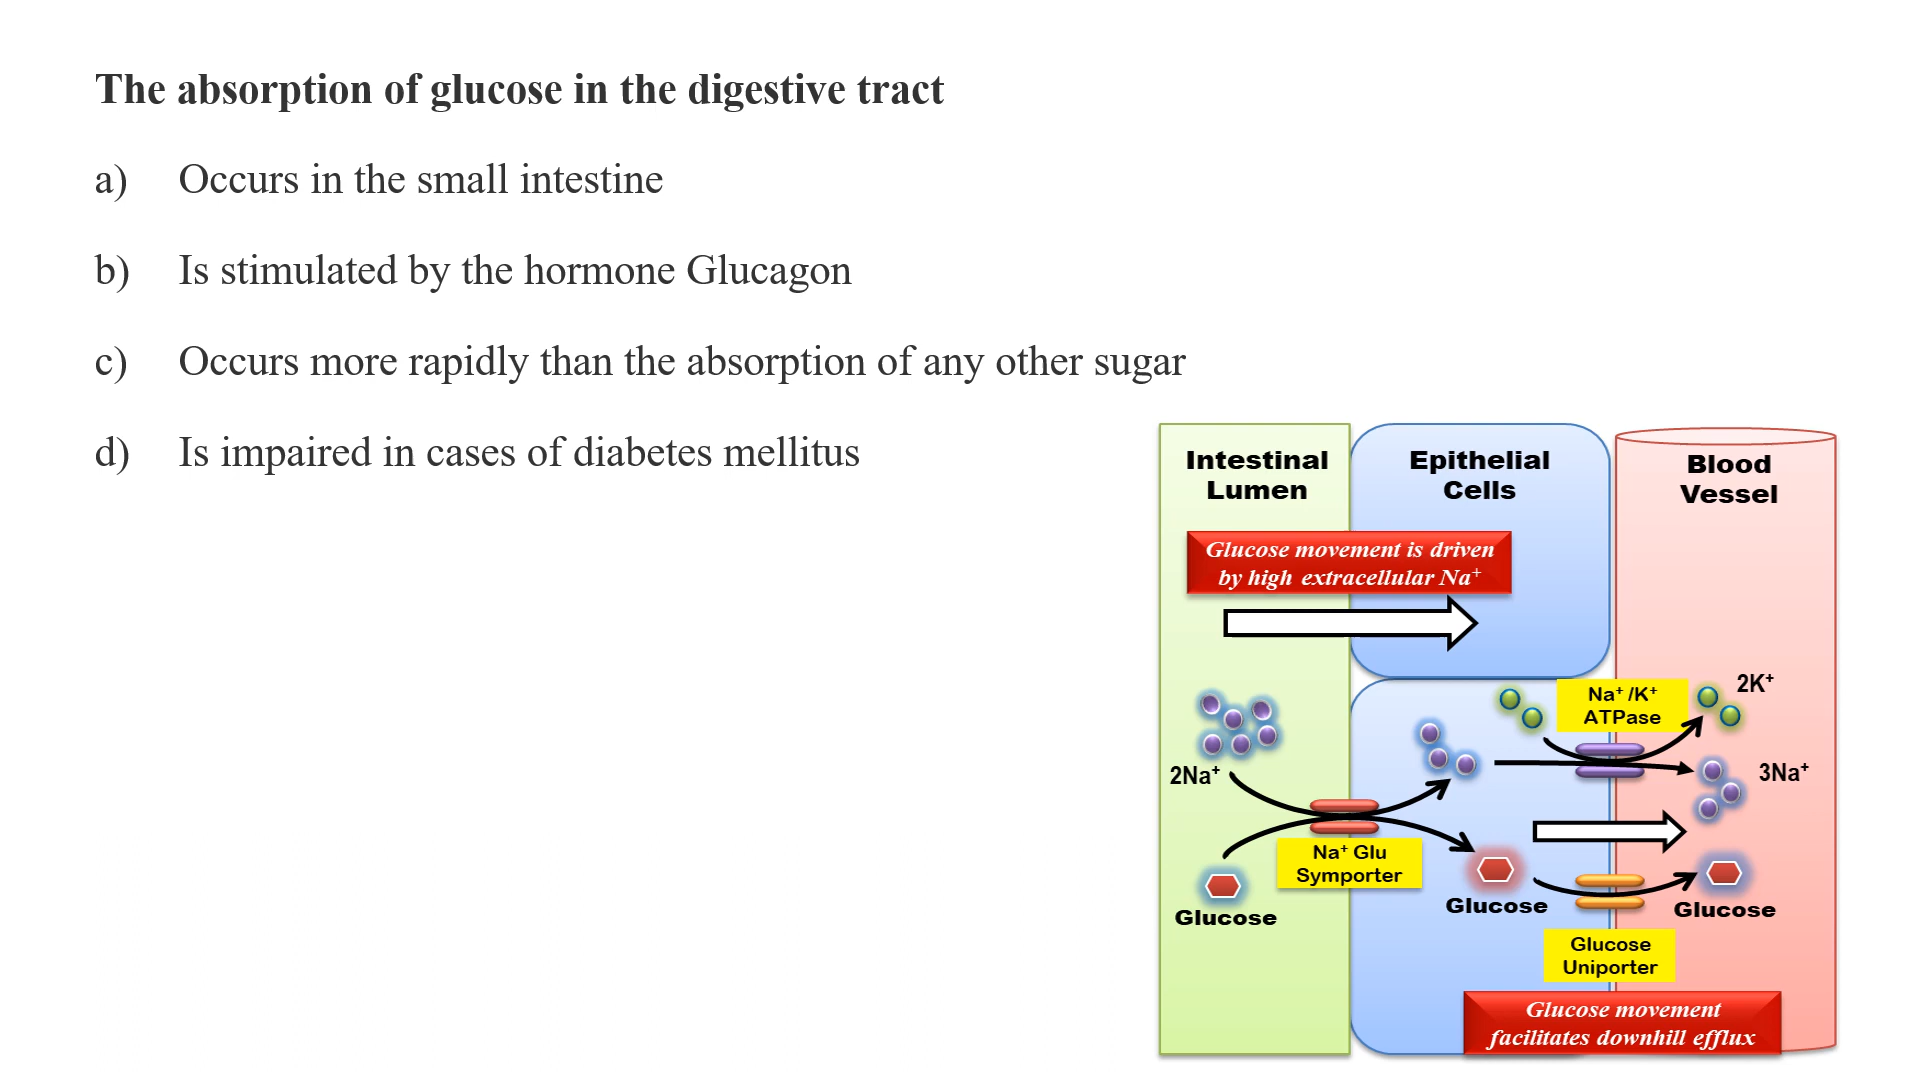 The absorption of glucose in the digestive tract
a) Occurs in the small intestine
b) Is stimulated by the hormone Glucagon
c) Occurs more rapidly than the absorption of any other sugar
d) Is impaired in cases of diabetes mellitus
Intestinal
Lumen
Epithelial
Cells
Blood
Vessel
Glucose movement is driven
by high extracellular Na⁺
2Na⁺
Na⁺ /K⁺
ATPase
2K⁺
3Na⁺
Na⁺ Glu
Symporter
Glucose
Glucose
Glucose
Glucose
Uniporter
Glucose movement
facilitates downhill efflux